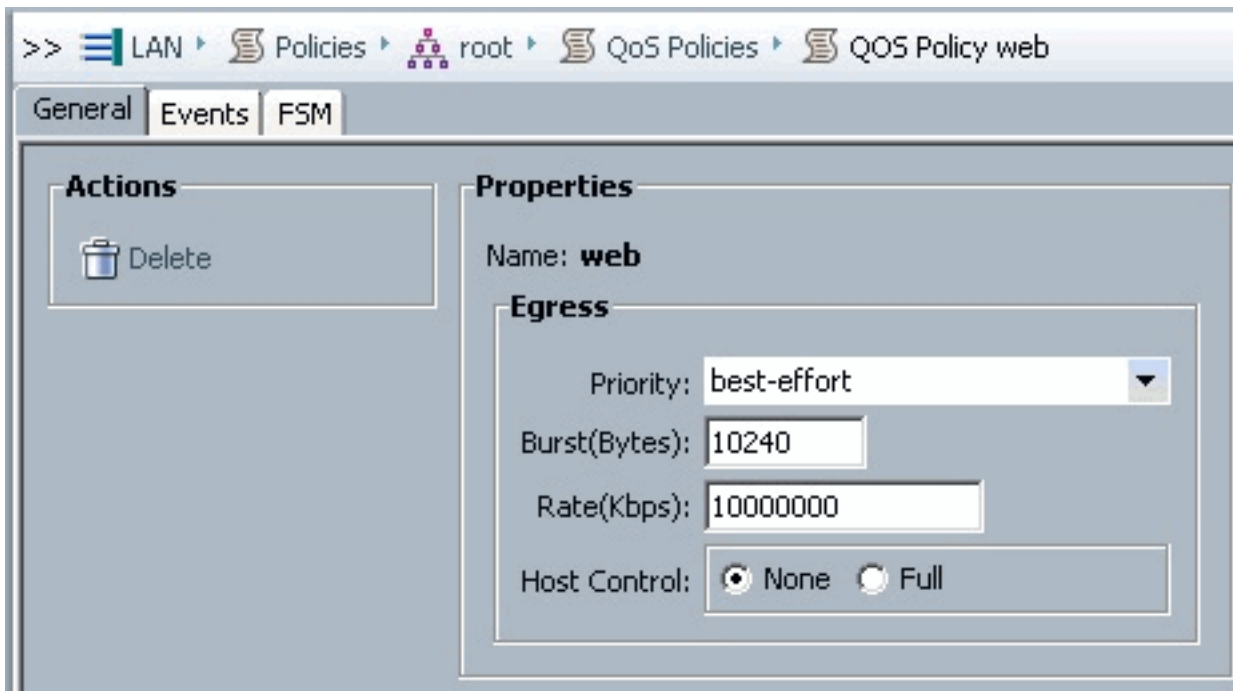 >> LAN Policies root QoS Policies QOS Policy web
General Events FSM
Actions
Delete
Properties
Name: web
Egress
Priority: best-effort
Burst(Bytes): 10240
Rate(Kbps): 10000000
Host Control: None Full